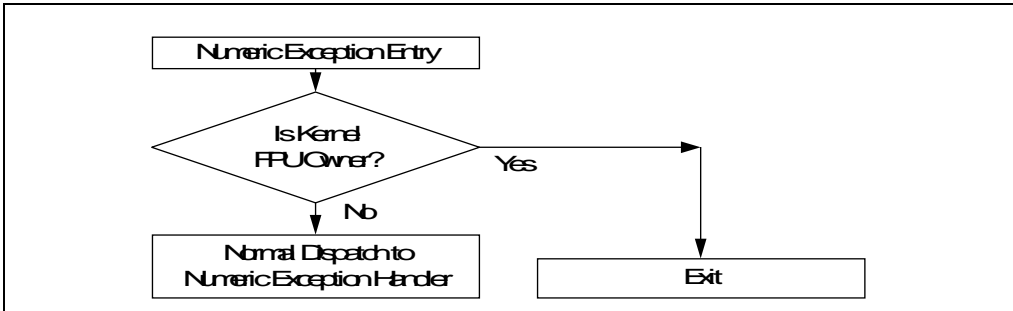 Numeric Exception Entry
Is Kernel
FPU Owner?
Yes
No
Normal Dispatch to
Numeric Exception Handler
Exit